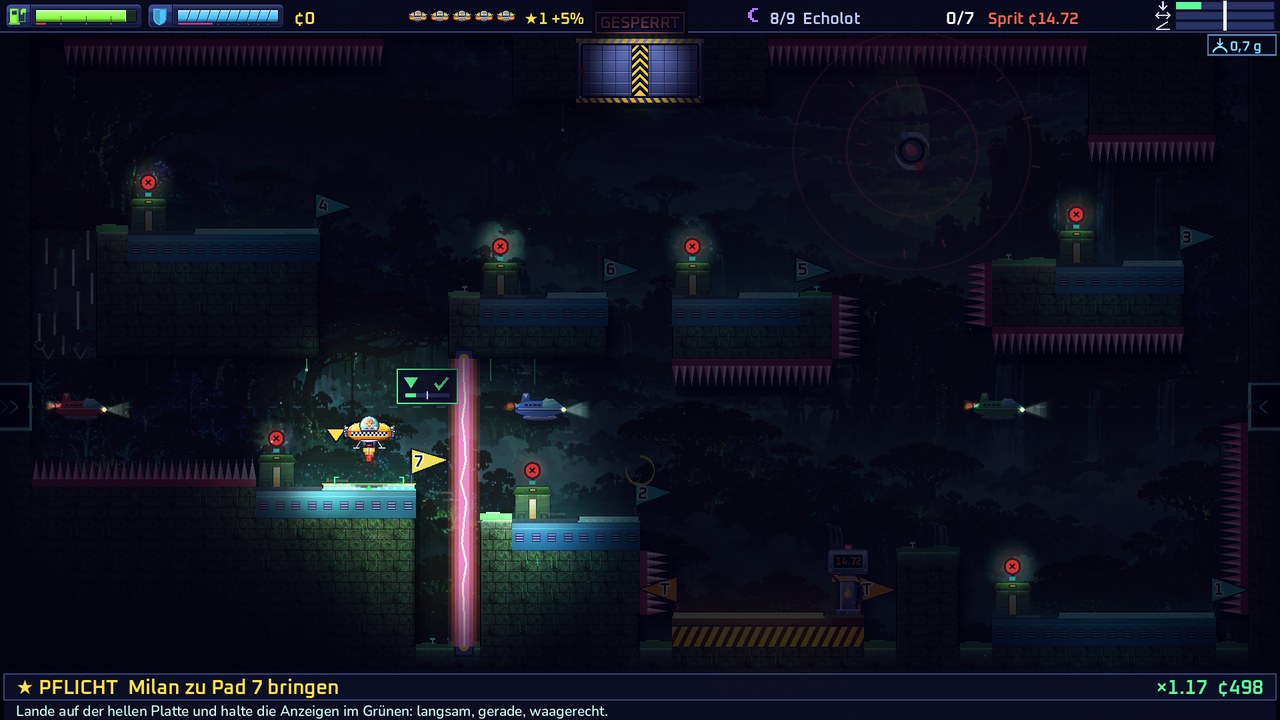 ¢0
★1 +5%
GESPERRT
8/9 Echolot
0/7 Sprit ¢14.72
0,7 g
4
6
5
3
7
2
14.72
T
T
1
★ PFLICHT Milan zu Pad 7 bringen
×1.17 ¢498
Lande auf der hellen Platte und halte die Anzeigen im Grünen: langsam, gerade, waagerecht.